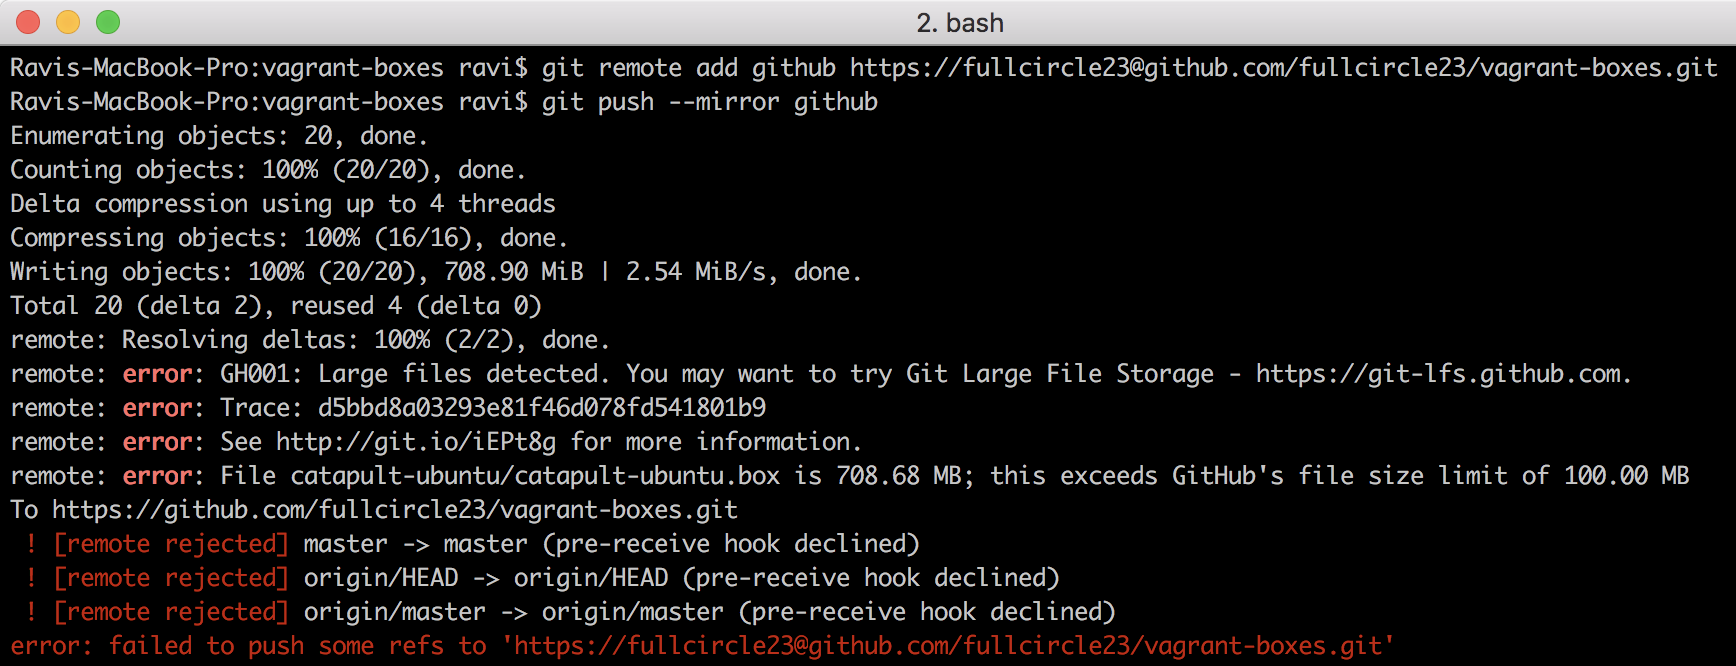 2. bash
Ravis-MacBook-Pro:vagrant-boxes ravi$ git remote add github https://fullcircle23@github.com/fullcircle23/vagrant-boxes.git
Ravis-MacBook-Pro:vagrant-boxes ravi$ git push --mirror github
Enumerating objects: 20, done.
Counting objects: 100% (20/20), done.
Delta compression using up to 4 threads
Compressing objects: 100% (16/16), done.
Writing objects: 100% (20/20), 708.90 MiB | 2.54 MiB/s, done.
Total 20 (delta 2), reused 4 (delta 0)
remote: Resolving deltas: 100% (2/2), done.
remote: error: GH001: Large files detected. You may want to try Git Large File Storage - https://git-lfs.github.com.
remote: error: Trace: d5bbd8a03293e81f46d078fd541801b9
remote: error: See http://git.io/iEPt8g for more information.
remote: error: File catapult-ubuntu/catapult-ubuntu.box is 708.68 MB; this exceeds GitHub's file size limit of 100.00 MB
To https://github.com/fullcircle23/vagrant-boxes.git
 ! [remote rejected] master -> master (pre-receive hook declined)
 ! [remote rejected] origin/HEAD -> origin/HEAD (pre-receive hook declined)
 ! [remote rejected] origin/master -> origin/master (pre-receive hook declined)
error: failed to push some refs to 'https://fullcircle23@github.com/fullcircle23/vagrant-boxes.git'